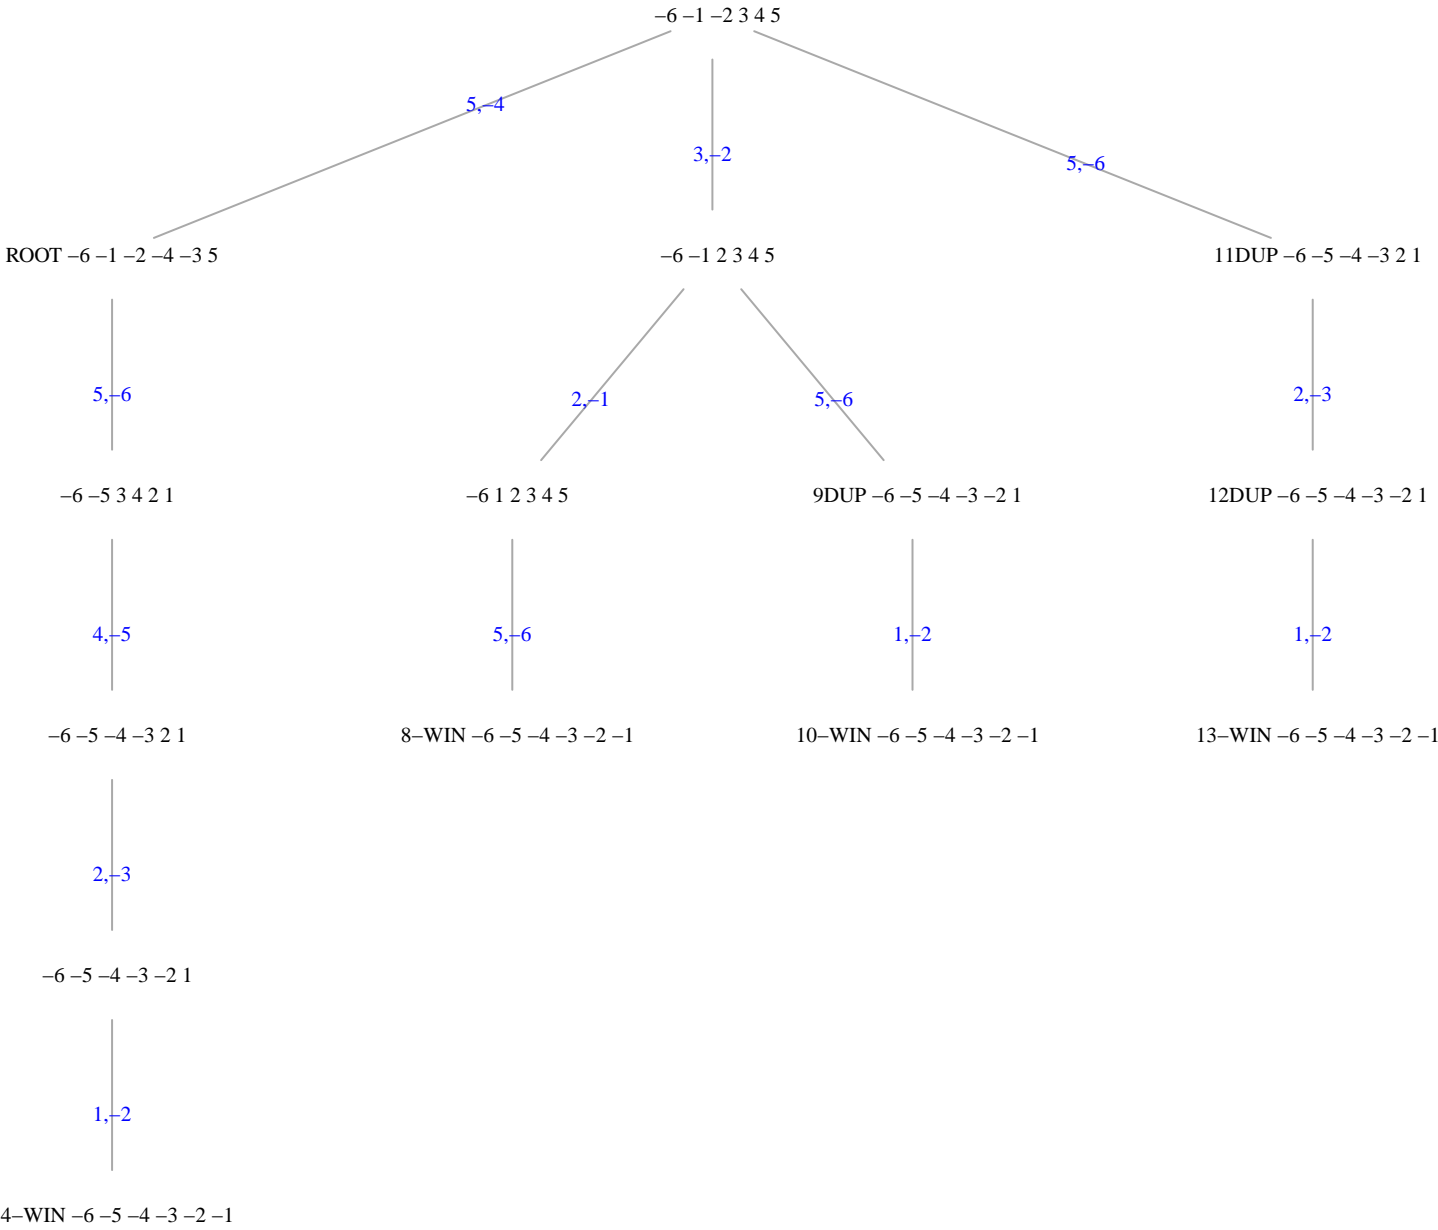 –6 –1 –2 3 4 5
5,–4
3,–2
5,–6
ROOT –6 –1 –2 –4 –3 5
–6 –1 2 3 4 5
11DUP –6 –5 –4 –3 2 1
5,–6
2,–1
5,–6
2,–3
–6 –5 3 4 2 1
–6 1 2 3 4 5
9DUP –6 –5 –4 –3 –2 1
12DUP –6 –5 –4 –3 –2 1
4,–5
5,–6
1,–2
1,–2
–6 –5 –4 –3 2 1
8–WIN –6 –5 –4 –3 –2 –1
10–WIN –6 –5 –4 –3 –2 –1
13–WIN –6 –5 –4 –3 –2 –1
2,–3
–6 –5 –4 –3 –2 1
1,–2
4–WIN –6 –5 –4 –3 –2 –1